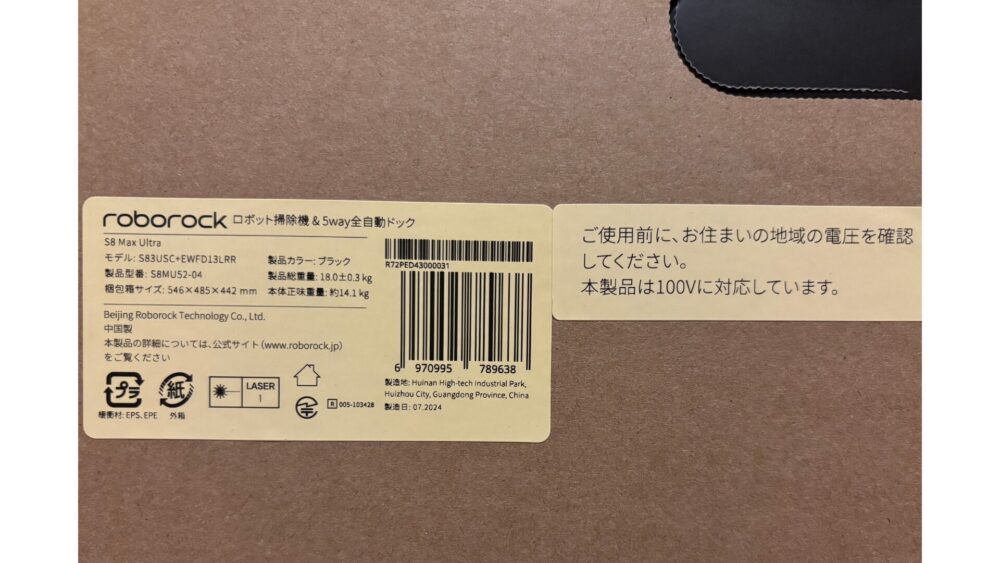 roborock ロボット掃除機 & 5way全自動ドック
S8 Max Ultra
モデル: S83USC+EWFD13LRR
製品型番: S8MU52-04
梱包箱サイズ: 546×485×442 mm
製品カラー: ブラック
製品総重量: 18.0±0.3 kg
本体正味重量: 約14.1 kg
Beijing Roborock Technology Co., Ltd.
中国製
本製品の詳細については、公式サイト (www.roborock.jp)
をご覧ください
プラ
緩衝材: EPS、EPE
紙
外箱
LASER
1
R 005-103428
R72PED43000031
6 970995 789638
製造地: Huinan High-tech Industrial Park,
Huizhou City, Guangdong Province, China
製造日: 07.2024
ご使用前に、お住まいの地域の電圧を確認
してください。
本製品は100Vに対応しています。